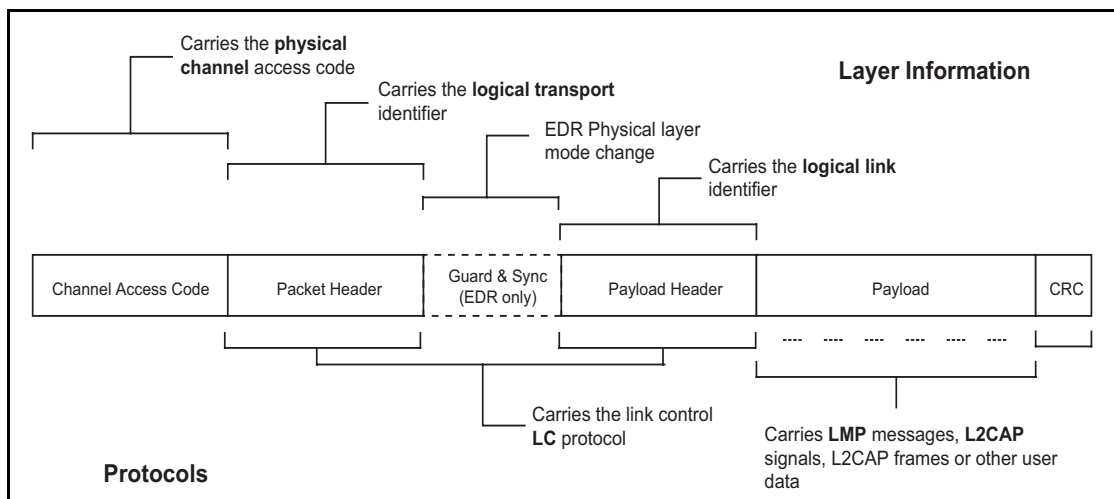 Carries the physical
channel access code
Layer Information
Carries the logical transport
identifier
EDR Physical layer
mode change
Carries the logical link
identifier
Channel Access Code
Packet Header
Guard & Sync
(EDR only)
Payload Header
Payload
CRC
Carries the link control
LC protocol
Carries LMP messages, L2CAP
signals, L2CAP frames or other user
data
Protocols